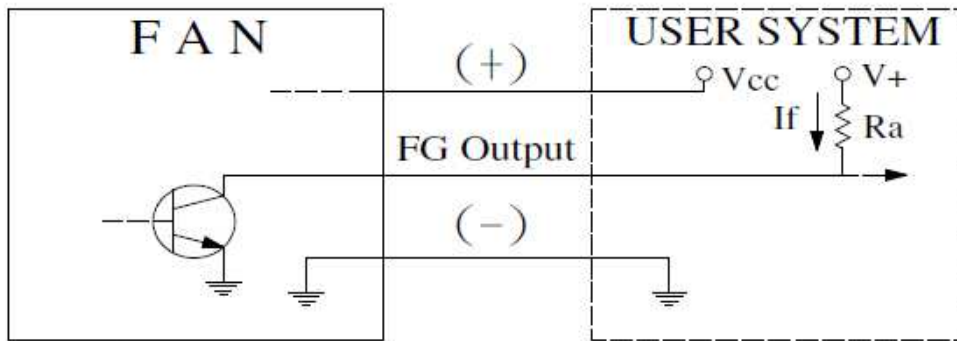 F A N
USER SYSTEM
(+)
Vcc
V+
If
Ra
FG Output
(-)